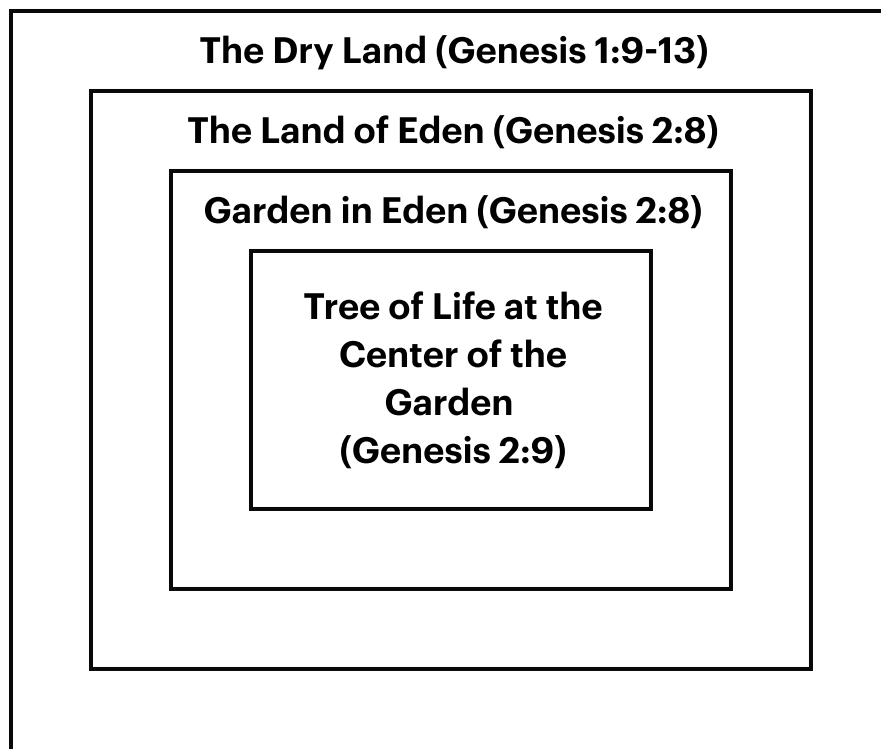 The Dry Land (Genesis 1:9-13)
The Land of Eden (Genesis 2:8)
Garden in Eden (Genesis 2:8)
Tree of Life at the
Center of the
Garden
(Genesis 2:9)